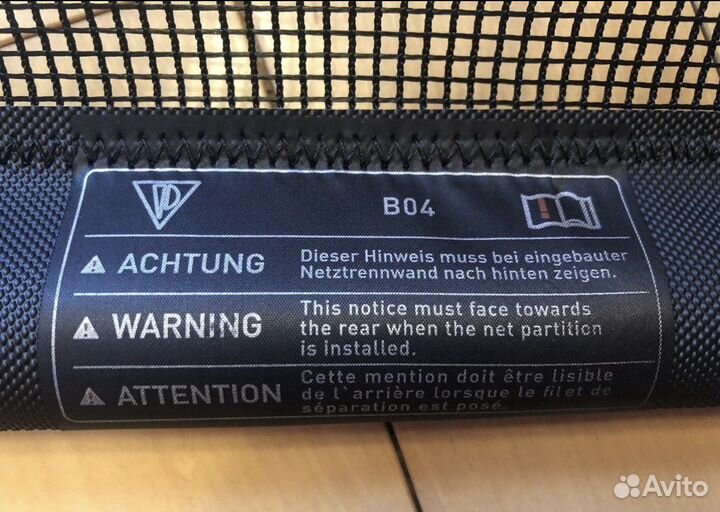 B04
ACHTUNG
Dieser Hinweis muss bei eingebauter
Netztrennwand nach hinten zeigen.
WARNING
This notice must face towards
the rear when the net partition
is installed.
ATTENTION
Cette mention doit être lisible
de l`arrière lorsque le filet de
séparation est posé.
Avito